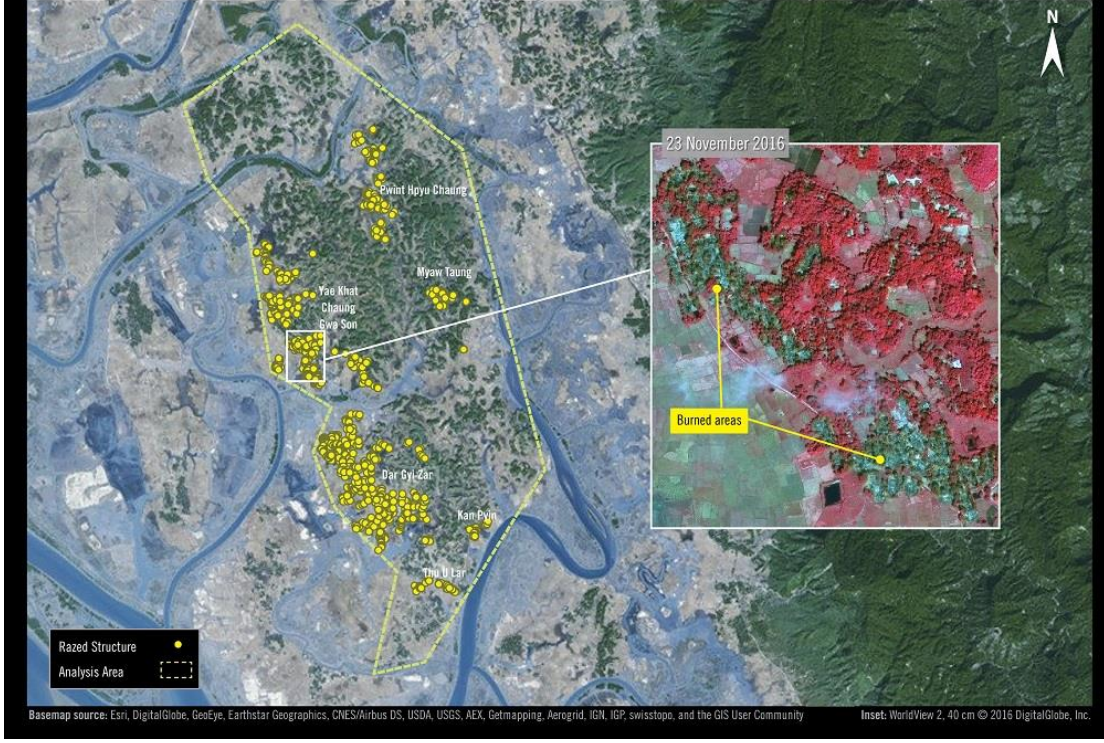 N
23 November 2016
Pwint Hpyu Chaung
Myaw Taung
Yae Khat
Chaung
Gwa Son
Burned areas
Dar Gyi Zar
Kan Pyin
Thu U Lar
Razed Structure
Analysis Area
Basemap source: Esri, DigitalGlobe, GeoEye, Earthstar Geographics, CNES/Airbus DS, USDA, USGS, AEX, Getmapping, Aerogrid, IGN, IGP, swisstopo, and the GIS User Community
Inset: WorldView 2, 40 cm © 2016 DigitalGlobe, Inc.